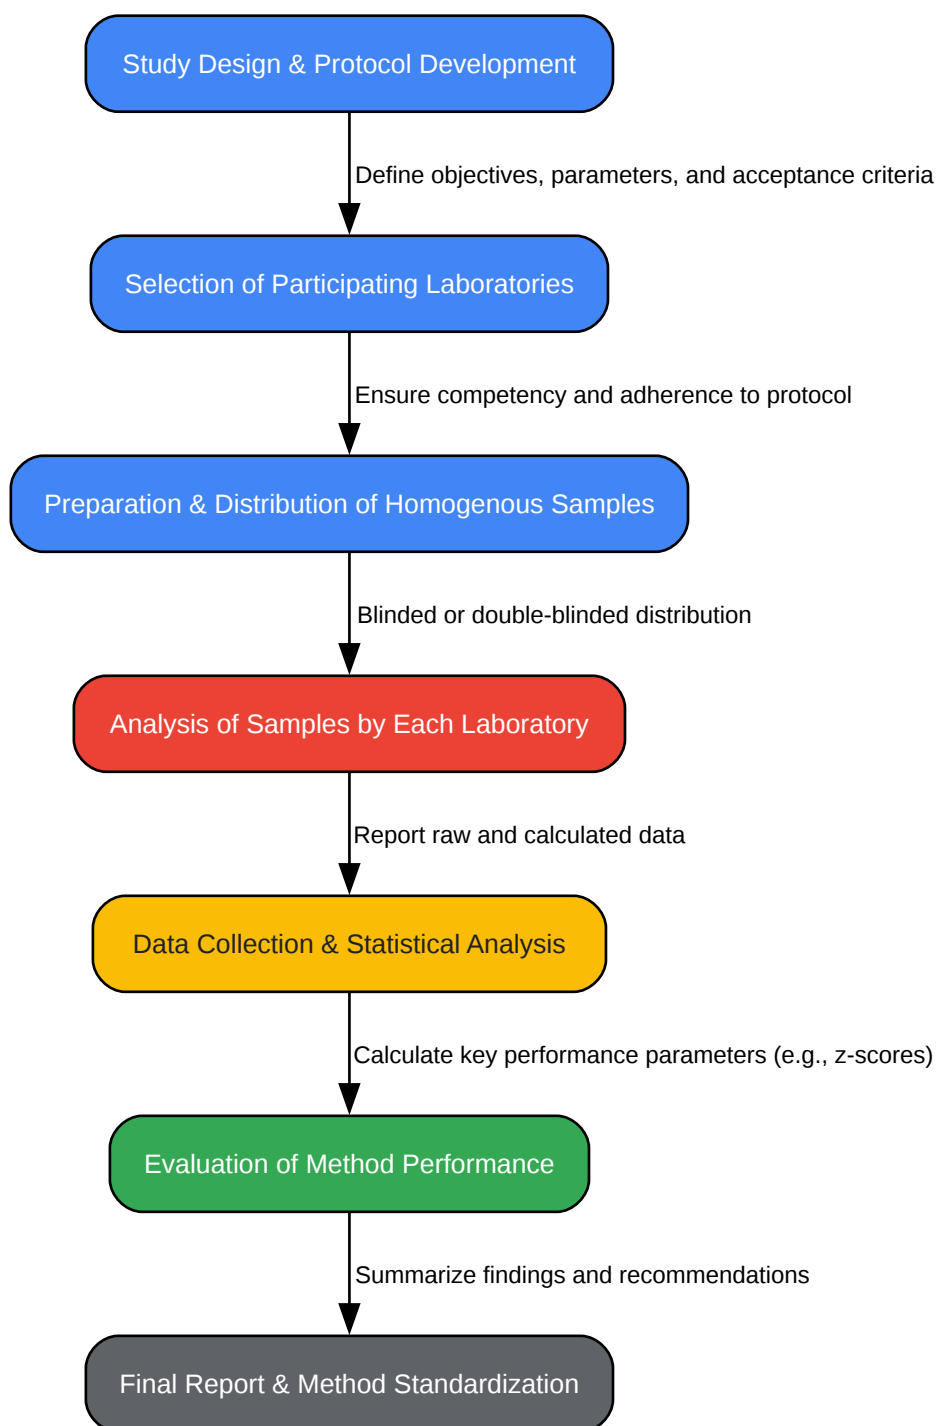 Study Design & Protocol Development
Define objectives, parameters, and acceptance criteria
Selection of Participating Laboratories
Ensure competency and adherence to protocol
Preparation & Distribution of Homogenous Samples
Blinded or double-blinded distribution
Analysis of Samples by Each Laboratory
Report raw and calculated data
Data Collection & Statistical Analysis
Calculate key performance parameters (e.g., z-scores)
Evaluation of Method Performance
Summarize findings and recommendations
Final Report & Method Standardization